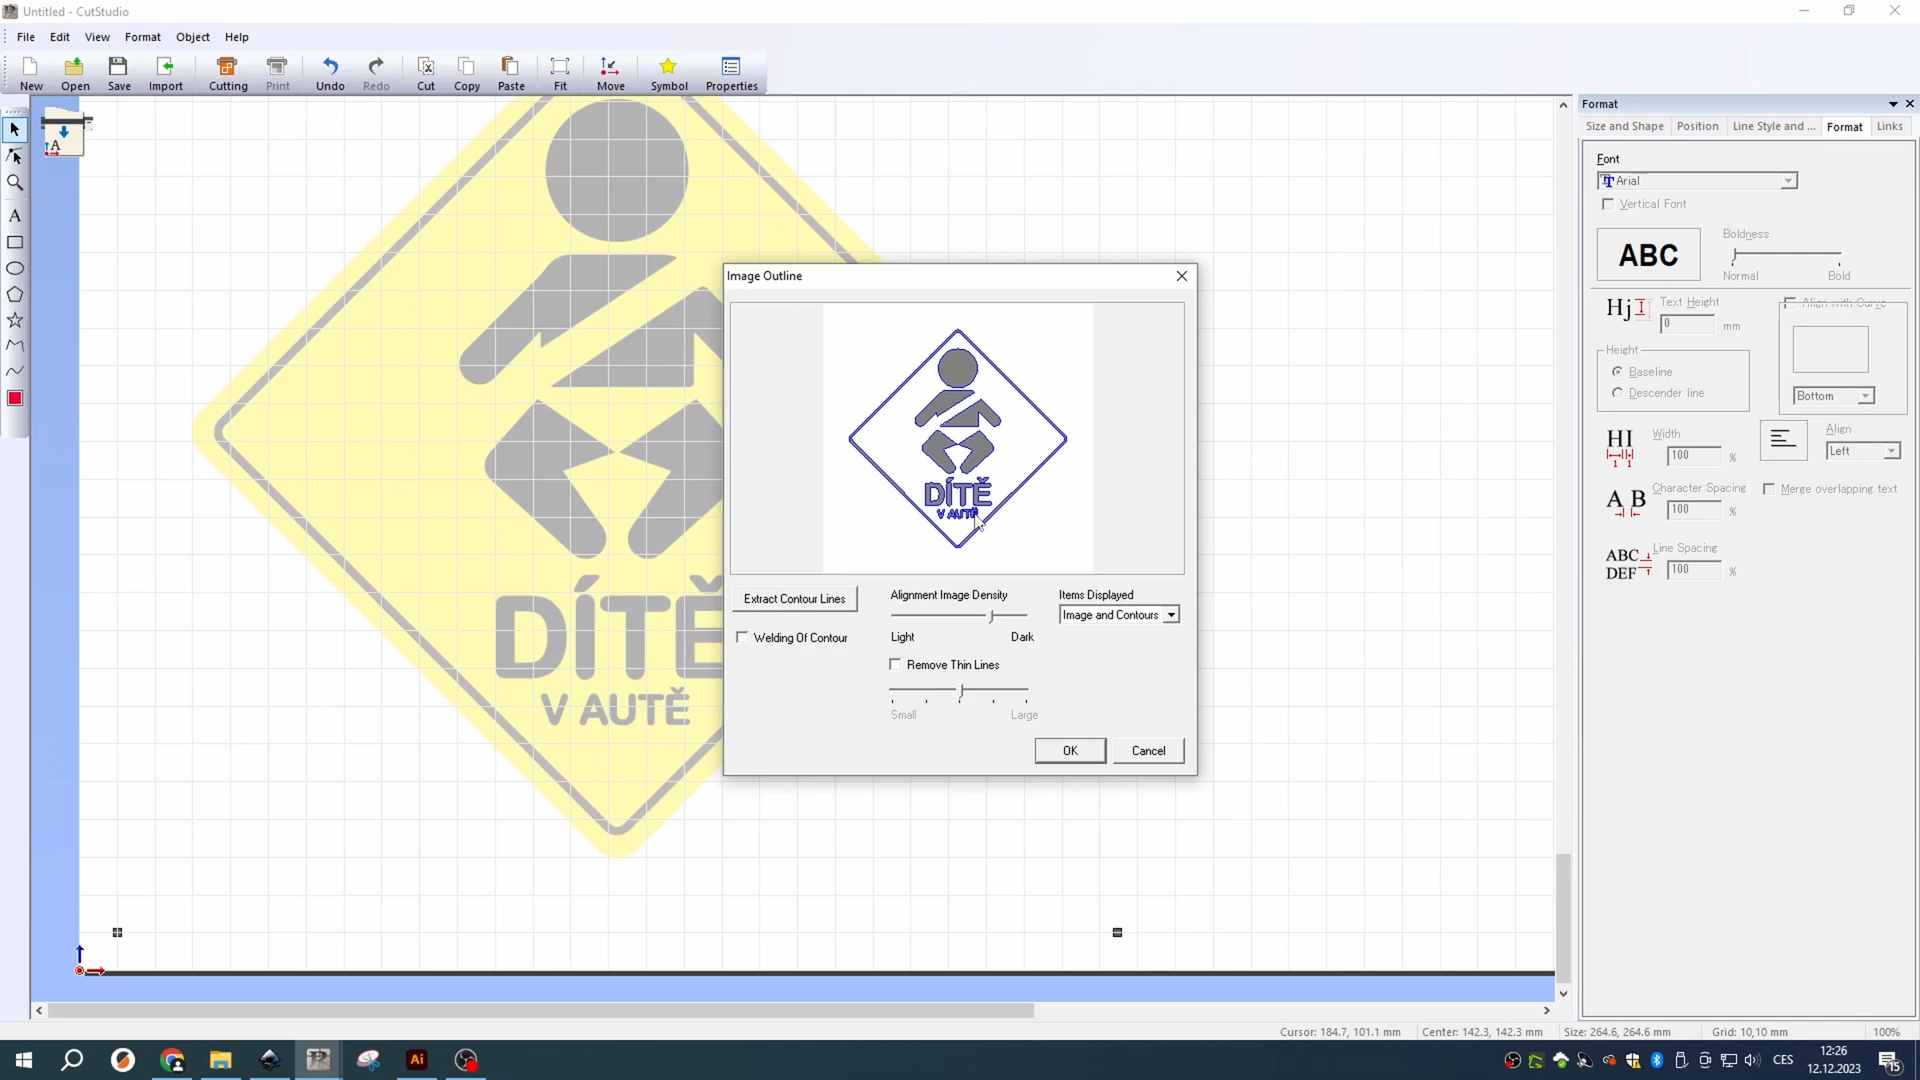 Untitled - CutStudio
File Edit View Format Object Help
New Open Save Import Cutting Print Undo Redo Cut Copy Paste Fit Move Symbol Properties
Format
Size and Shape Position Line Style and ... Format Links
Font
Arial
Vertical Font
ABC
Boldness
Normal Bold
Hj Text Height
0 mm
Align with Curve
Height
Baseline
Descender line
Bottom
HI Width
100 %
Align
Left
A B Character Spacing
100 %
Merge overlapping text
ABC
DEF
Line Spacing
100 %
A
A
DÍTĚ
V AUTĚ
Image Outline
DÍTĚ
V AUTĚ
Extract Contour Lines
Welding Of Contour
Alignment Image Density
Light Dark
Remove Thin Lines
Small Large
Items Displayed
Image and Contours
OK Cancel
Cursor: 184.7, 101.1 mm Center: 142.3, 142.3 mm Size: 264.6, 264.6 mm Grid: 10,10 mm 100%
Ai
CES
12:26
12.12.2023
15